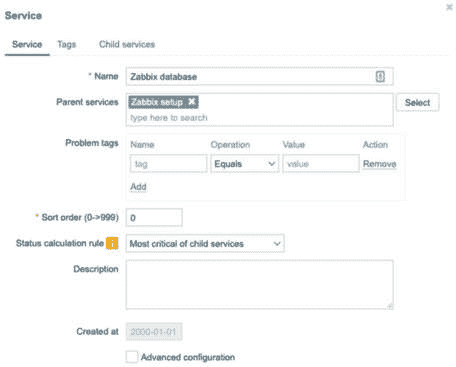 Service
Service Tags Child services
* Name Zabbix database
Parent services Zabbix setup Select
type here to search
Problem tags Name Operation Value Action
tag Equals value Remove
Add
* Sort order (0->999) 0
Status calculation rule Most critical of child services
Description
Created at 2000-01-01
Advanced configuration